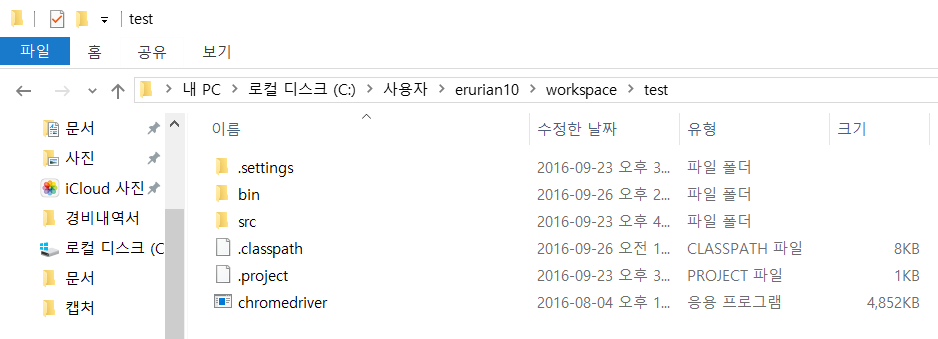 test
파일 홈 공유 보기
내 PC 로컬 디스크 (C:) 사용자 erurian10 workspace test
문서
사진
iCloud 사진
경비내역서
로컬 디스크 (C
문서
캡처
이름 수정한 날짜 유형 크기
.settings 2016-09-23 오후 3... 파일 폴더
bin 2016-09-26 오후 2... 파일 폴더
src 2016-09-23 오후 4... 파일 폴더
.classpath 2016-09-26 오전 1... CLASSPATH 파일 8KB
.project 2016-09-23 오후 3... PROJECT 파일 1KB
chromedriver 2016-08-04 오후 1... 응용 프로그램 4,852KB